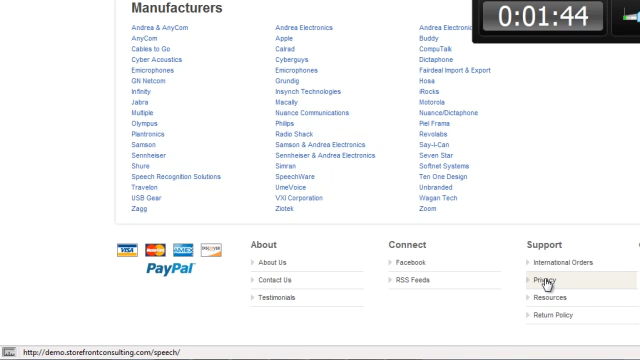 Manufacturers
0:01:44
Andrea & AnyCom Andrea Electronics Andrea Electronics
AnyCom Apple Buddy
Cables to Go Calrad CompuTalk
Cyber Acoustics Cyberguys Dictaphone
Emicrophones Emicrophones Fairdeal Import & Export
GN Netcom Grundig Hosa
Infinity Insynch Technologies IRocks
Jabra Macally Motorola
Multiple Nuance Communications Nuance/Dictaphone
Olympus Philips Piel Frama
Plantronics Radio Shack Revolabs
Samson Samson & Andrea Electronics Say-I-Can
Sennheiser Sennheiser & Andrea Electronics Seven Star
Shure Simran Softnet Systems
Speech Recognition Solutions SpeechWare Ten One Design
Travelon UmeVoice Unbranded
USB Gear VXI Corporation Wagan Tech
Zagg Ziotek Zoom
VISA MasterCard AMEX DISCOVER
PayPal
About Connect Support
About Us Facebook International Orders
Contact Us RSS Feeds Privacy
Testimonials Resources
Return Policy
http://demo.storefrontconsulting.com/speech/